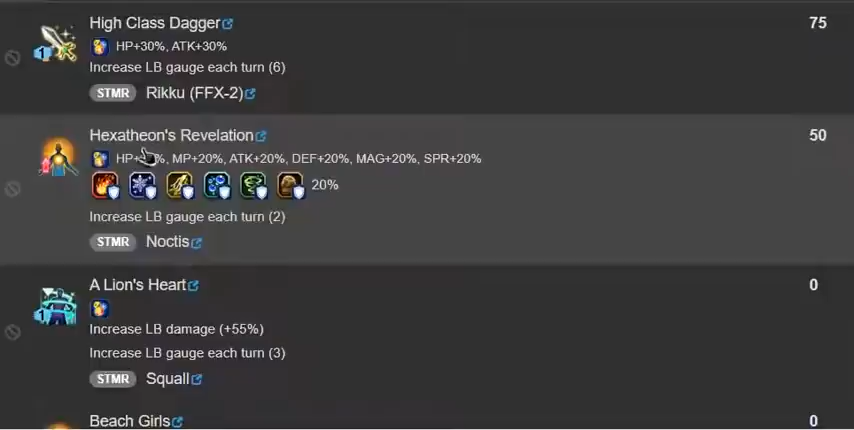 High Class Dagger
75
1
HP+30%, ATK+30%
Increase LB gauge each turn (6)
STMR Rikku (FFX-2)
Hexatheon's Revelation
50
MP+20%, ATK+20%, DEF+20%, MAG+20%, SPR+20%
20%
Increase LB gauge each turn (2)
STMR Noctis
A Lion's Heart
0
1
Increase LB damage (+55%)
Increase LB gauge each turn (3)
STMR Squall
Beach Girls
0